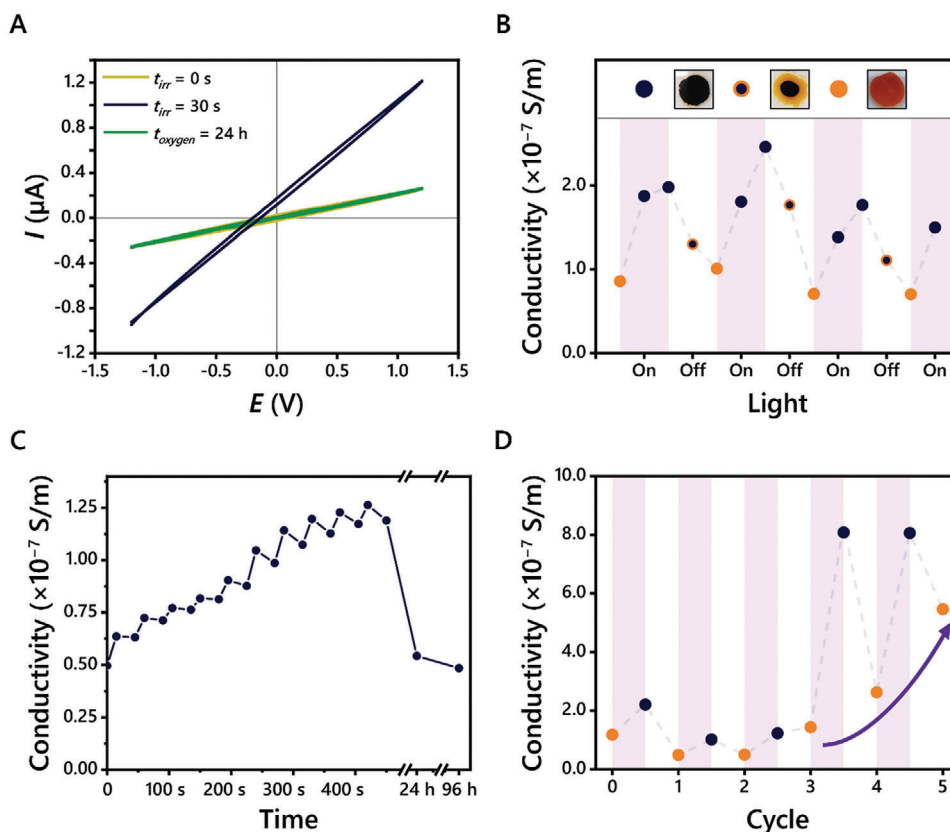 A
I (μA)
1.2
0.8
0.4
0.0
-0.4
-0.8
-1.2
t_irr = 0 s
t_irr = 30 s
t_oxygen = 24 h
-1.5 -1.0 -0.5 0.0 0.5 1.0 1.5
E (V)
B
Conductivity (×10⁻⁷ S/m)
2.0
1.0
0.0
On Off On Off On Off On
Light
C
Conductivity (×10⁻⁷ S/m)
1.25
1.00
0.75
0.50
0.25
0.00
0 100 s 200 s 300 s 400 s 24 h 96 h
Time
D
Conductivity (×10⁻⁷ S/m)
10.0
8.0
6.0
4.0
2.0
0.0
0 1 2 3 4 5
Cycle